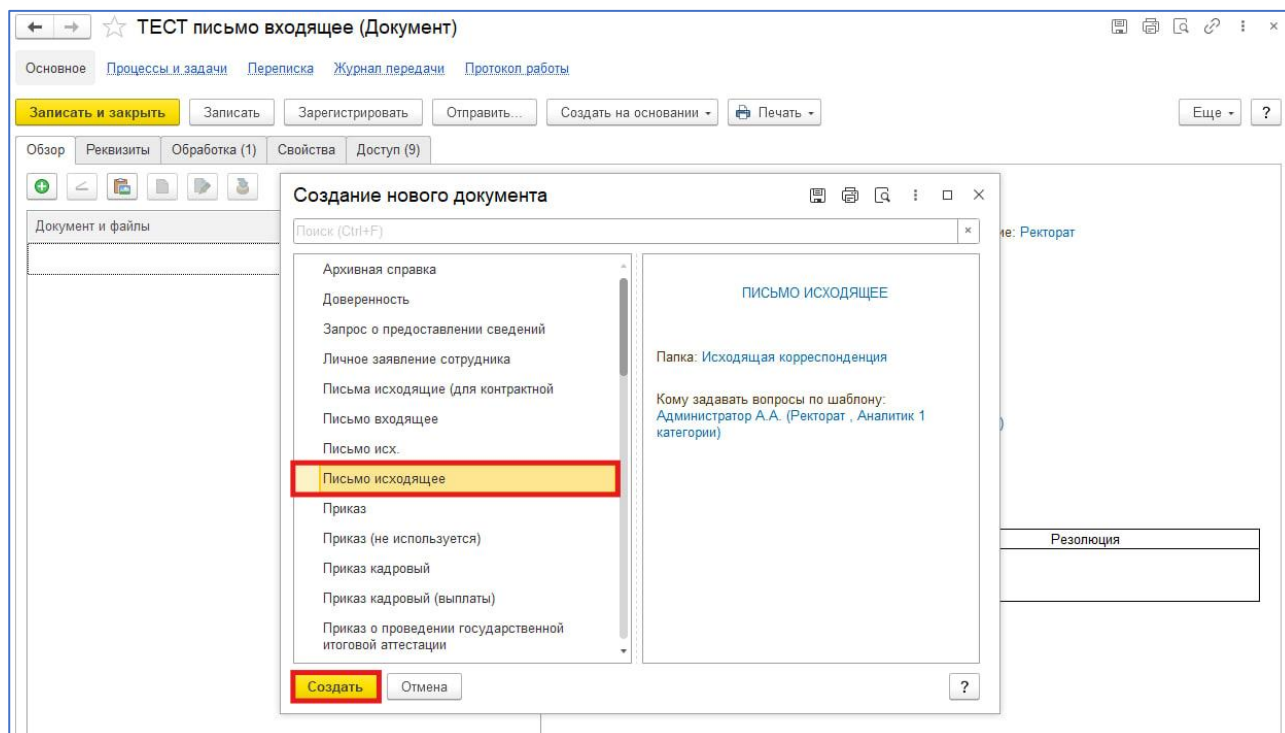 ТЕСТ письмо входящее (Документ)
Основное Процессы и задачи Переписка Журнал передачи Протокол работы
Записать и закрыть Записать Зарегистрировать Отправить... Создать на основании Печать Еще ?
Обзор Реквизиты Обработка (1) Свойства Доступ (9)
Документ и файлы
ие: Ректорат
Резолюция
Создание нового документа
Поиск (Ctrl+F)
Архивная справка
Доверенность
Запрос о предоставлении сведений
Личное заявление сотрудника
Письма исходящие (для контрактной
Письмо входящее
Письмо исх.
Письмо исходящее
Приказ
Приказ (не используется)
Приказ кадровый
Приказ кадровый (выплаты)
Приказ о проведении государственной
итоговой аттестации
ПИСЬМО ИСХОДЯЩЕЕ
Папка: Исходящая корреспонденция
Кому задавать вопросы по шаблону:
Администратор А.А. (Ректорат , Аналитик 1
категории)
Создать Отмена ?